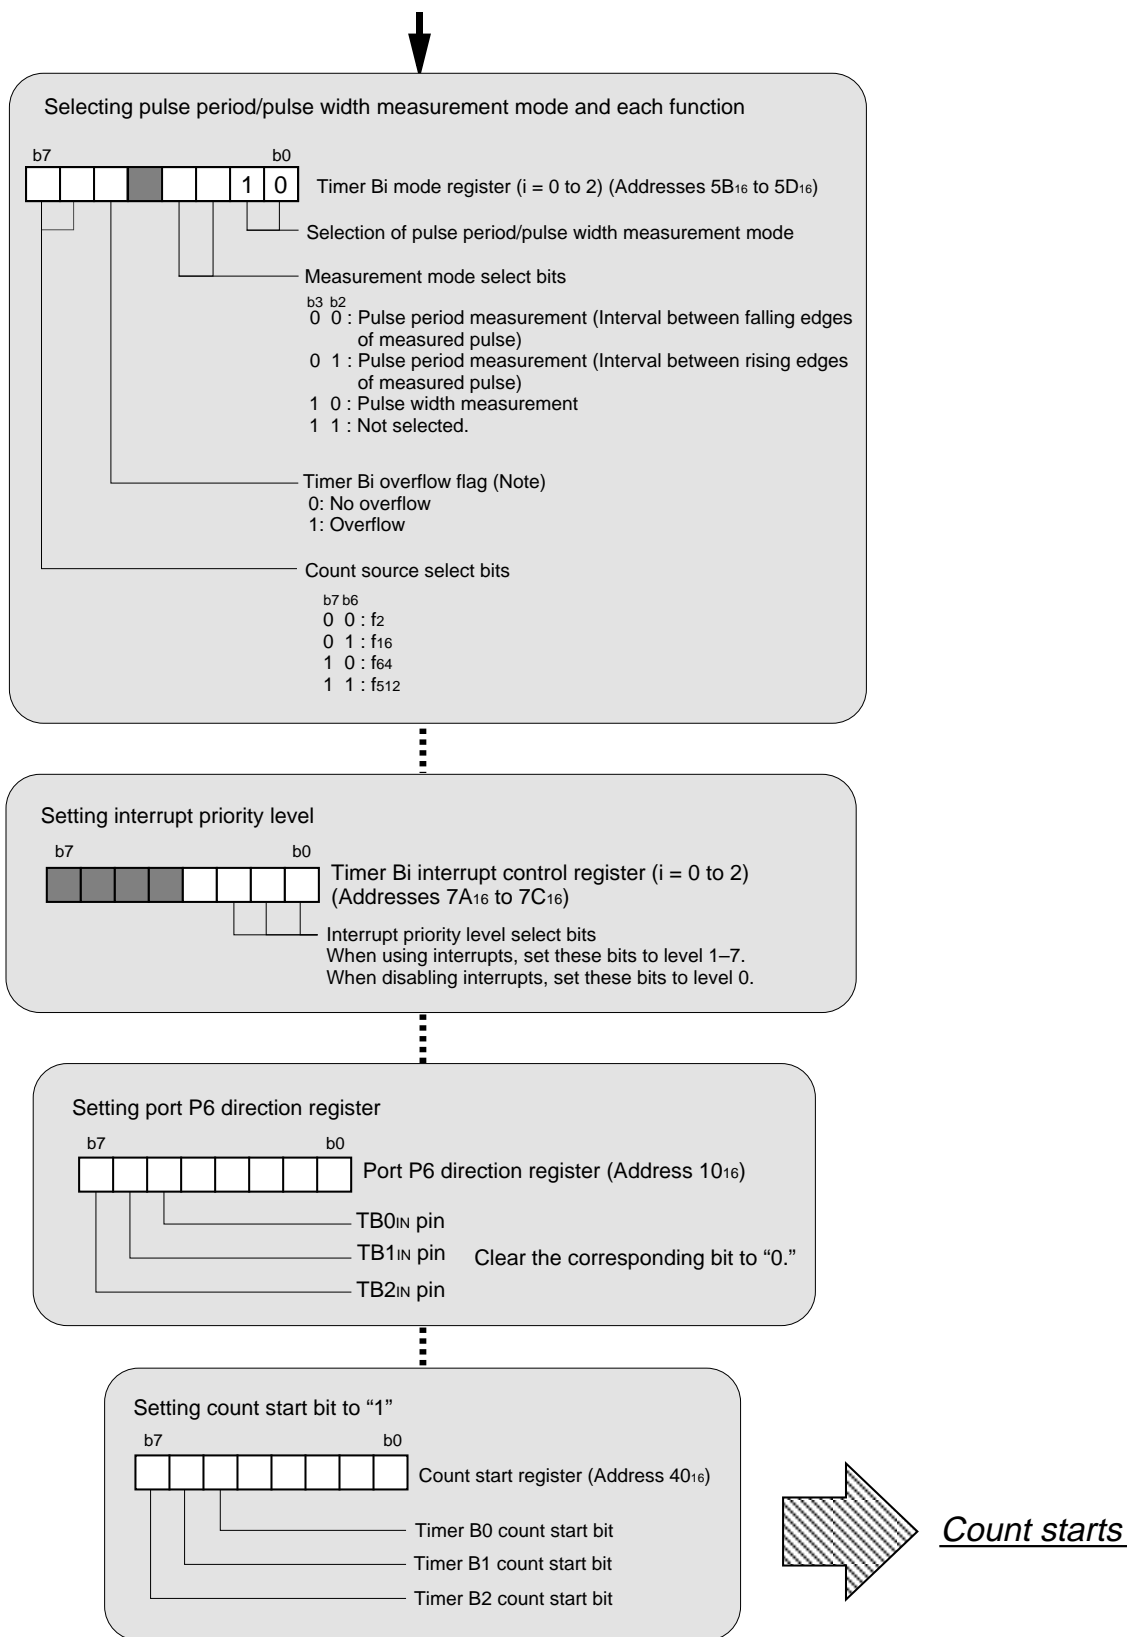 Selecting pulse period/pulse width measurement mode and each function
b7 b0
1 0 Timer Bi mode register (i = 0 to 2) (Addresses 5B16 to 5D16)
Selection of pulse period/pulse width measurement mode
Measurement mode select bits
b3 b2
0 0 : Pulse period measurement (Interval between falling edges
of measured pulse)
0 1 : Pulse period measurement (Interval between rising edges
of measured pulse)
1 0 : Pulse width measurement
1 1 : Not selected.
Timer Bi overflow flag (Note)
0: No overflow
1: Overflow
Count source select bits
b7 b6
0 0 : f2
0 1 : f16
1 0 : f64
1 1 : f512
Setting interrupt priority level
b7 b0
Timer Bi interrupt control register (i = 0 to 2)
(Addresses 7A16 to 7C16)
Interrupt priority level select bits
When using interrupts, set these bits to level 1–7.
When disabling interrupts, set these bits to level 0.
Setting port P6 direction register
b7 b0
Port P6 direction register (Address 1016)
TB0IN pin
TB1IN pin Clear the corresponding bit to “0.”
TB2IN pin
Setting count start bit to “1”
b7 b0
Count start register (Address 4016)
Timer B0 count start bit
Timer B1 count start bit
Timer B2 count start bit
Count starts